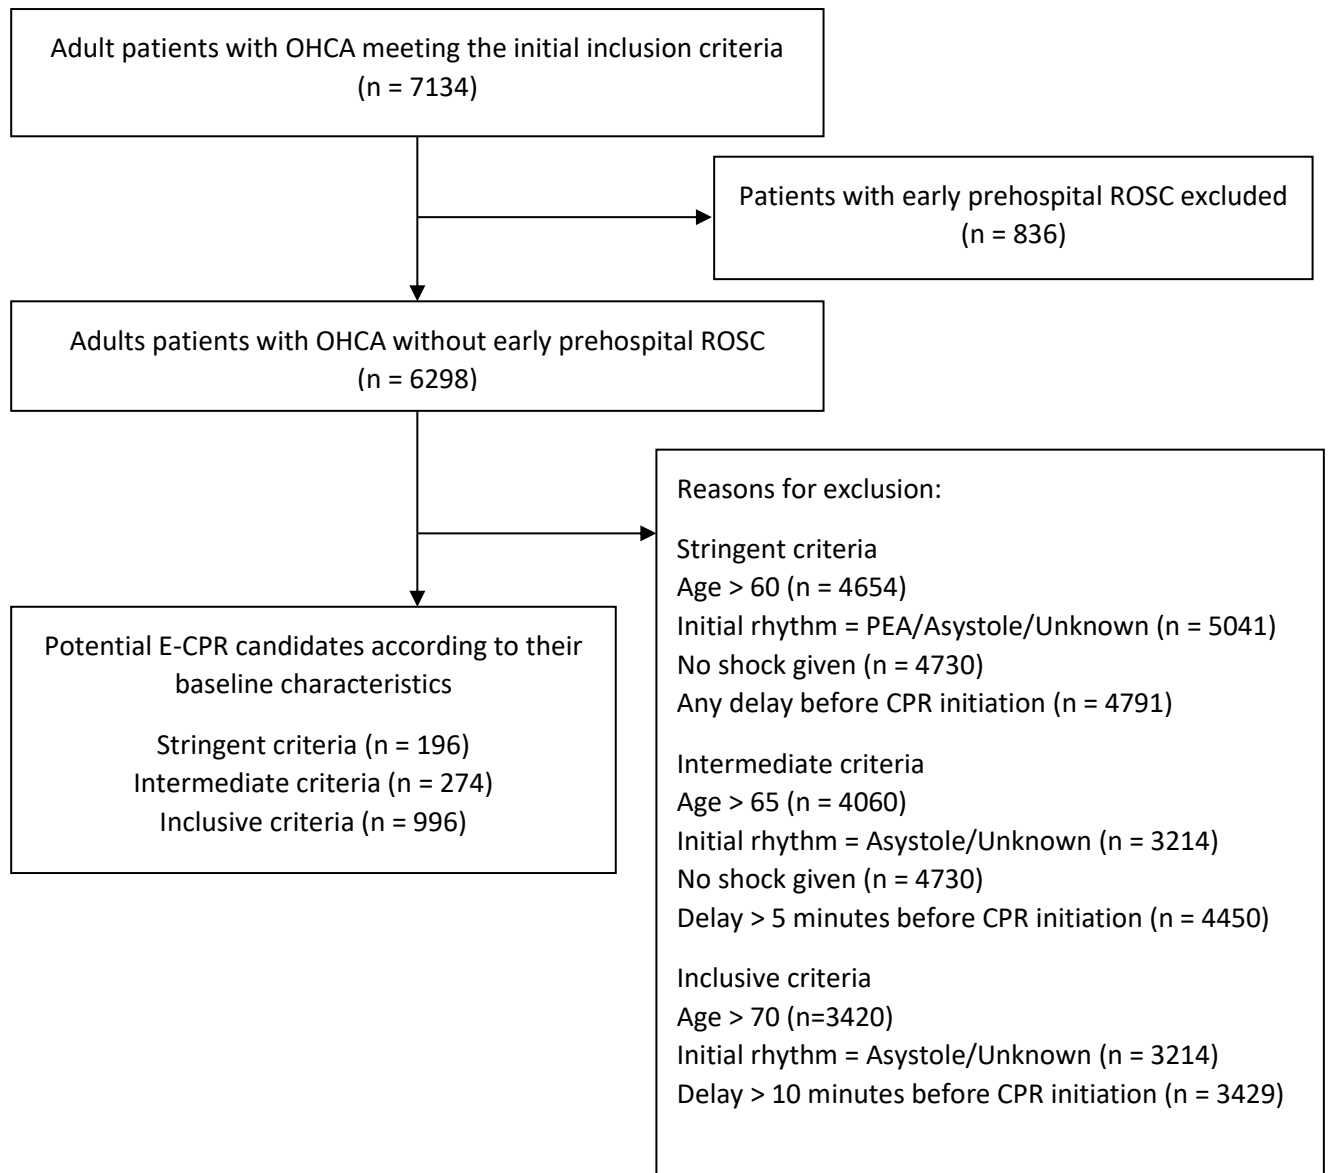 Adult patients with OHCA meeting the initial inclusion criteria
(n = 7134)
Patients with early prehospital ROSC excluded
(n = 836)
Adults patients with OHCA without early prehospital ROSC
(n = 6298)
Reasons for exclusion:
Stringent criteria
Age > 60 (n = 4654)
Initial rhythm = PEA/Asystole/Unknown (n = 5041)
No shock given (n = 4730)
Any delay before CPR initiation (n = 4791)
Intermediate criteria
Age > 65 (n = 4060)
Initial rhythm = Asystole/Unknown (n = 3214)
No shock given (n = 4730)
Delay > 5 minutes before CPR initiation (n = 4450)
Inclusive criteria
Age > 70 (n=3420)
Initial rhythm = Asystole/Unknown (n = 3214)
Delay > 10 minutes before CPR initiation (n = 3429)
Potential E-CPR candidates according to their
baseline characteristics
Stringent criteria (n = 196)
Intermediate criteria (n = 274)
Inclusive criteria (n = 996)